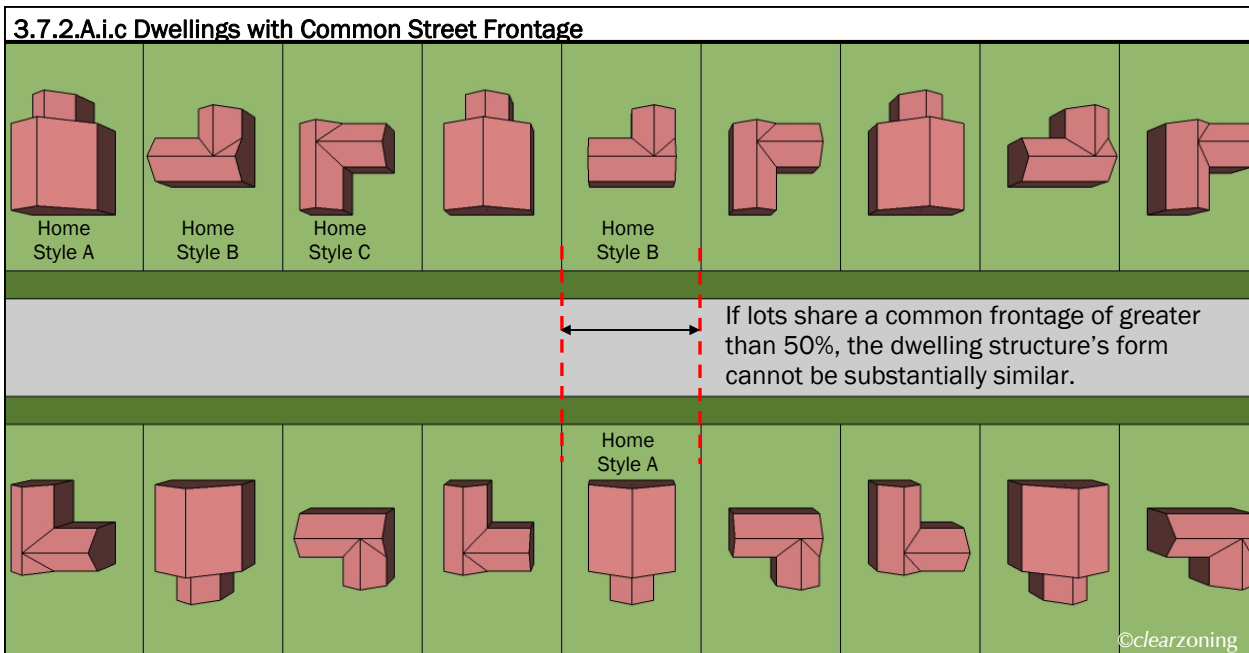 3.7.2.A.i.c Dwellings with Common Street Frontage
Home
Style A
Home
Style B
Home
Style C
Home
Style B
If lots share a common frontage of greater
than 50%, the dwelling structure’s form
cannot be substantially similar.
Home
Style A
©clearzoning